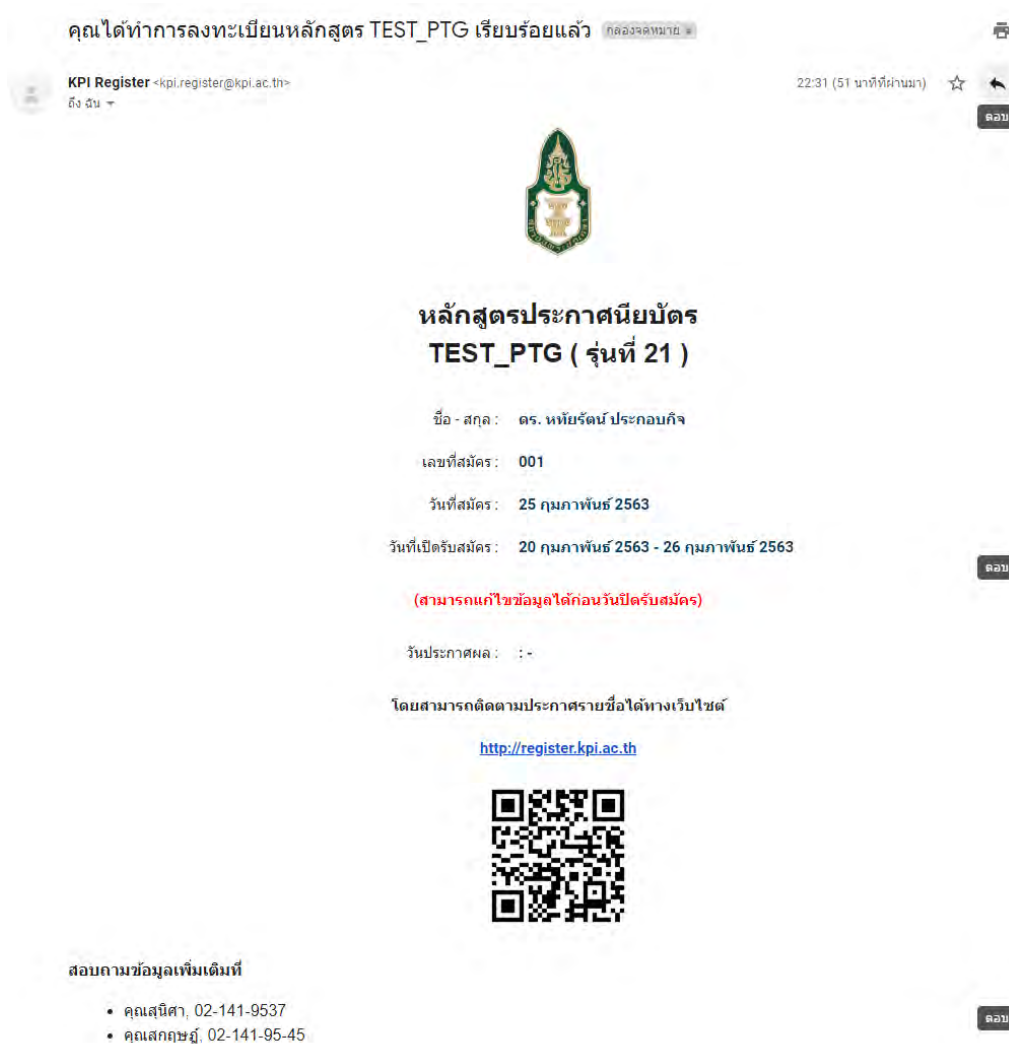 คุณได้ทำการลงทะเบียนหลักสูตร TEST_PTG เรียบร้อยแล้ว กล่องจดหมาย x
KPI Register <kpi.register@kpi.ac.th> 22:31 (51 นาทีที่ผ่านมา)
ถึง ฉัน
ตอบ
หลักสูตรประกาศนียบัตร
TEST_PTG ( รุ่นที่ 21 )
ชื่อ - สกุล : ดร. หทัยรัตน์ ประกอบกิจ
เลขที่สมัคร : 001
วันที่สมัคร : 25 กุมภาพันธ์ 2563
วันที่เปิดรับสมัคร : 20 กุมภาพันธ์ 2563 - 26 กุมภาพันธ์ 2563
ตอบ
(สามารถแก้ไขข้อมูลได้ก่อนวันปิดรับสมัคร)
วันประกาศผล : : -
โดยสามารถติดตามประกาศรายชื่อได้ทางเว็บไซต์
http://register.kpi.ac.th
สอบถามข้อมูลเพิ่มเติมที่
• คุณสุนิศา, 02-141-9537
ตอบ
• คุณสกฤษฎ์, 02-141-95-45